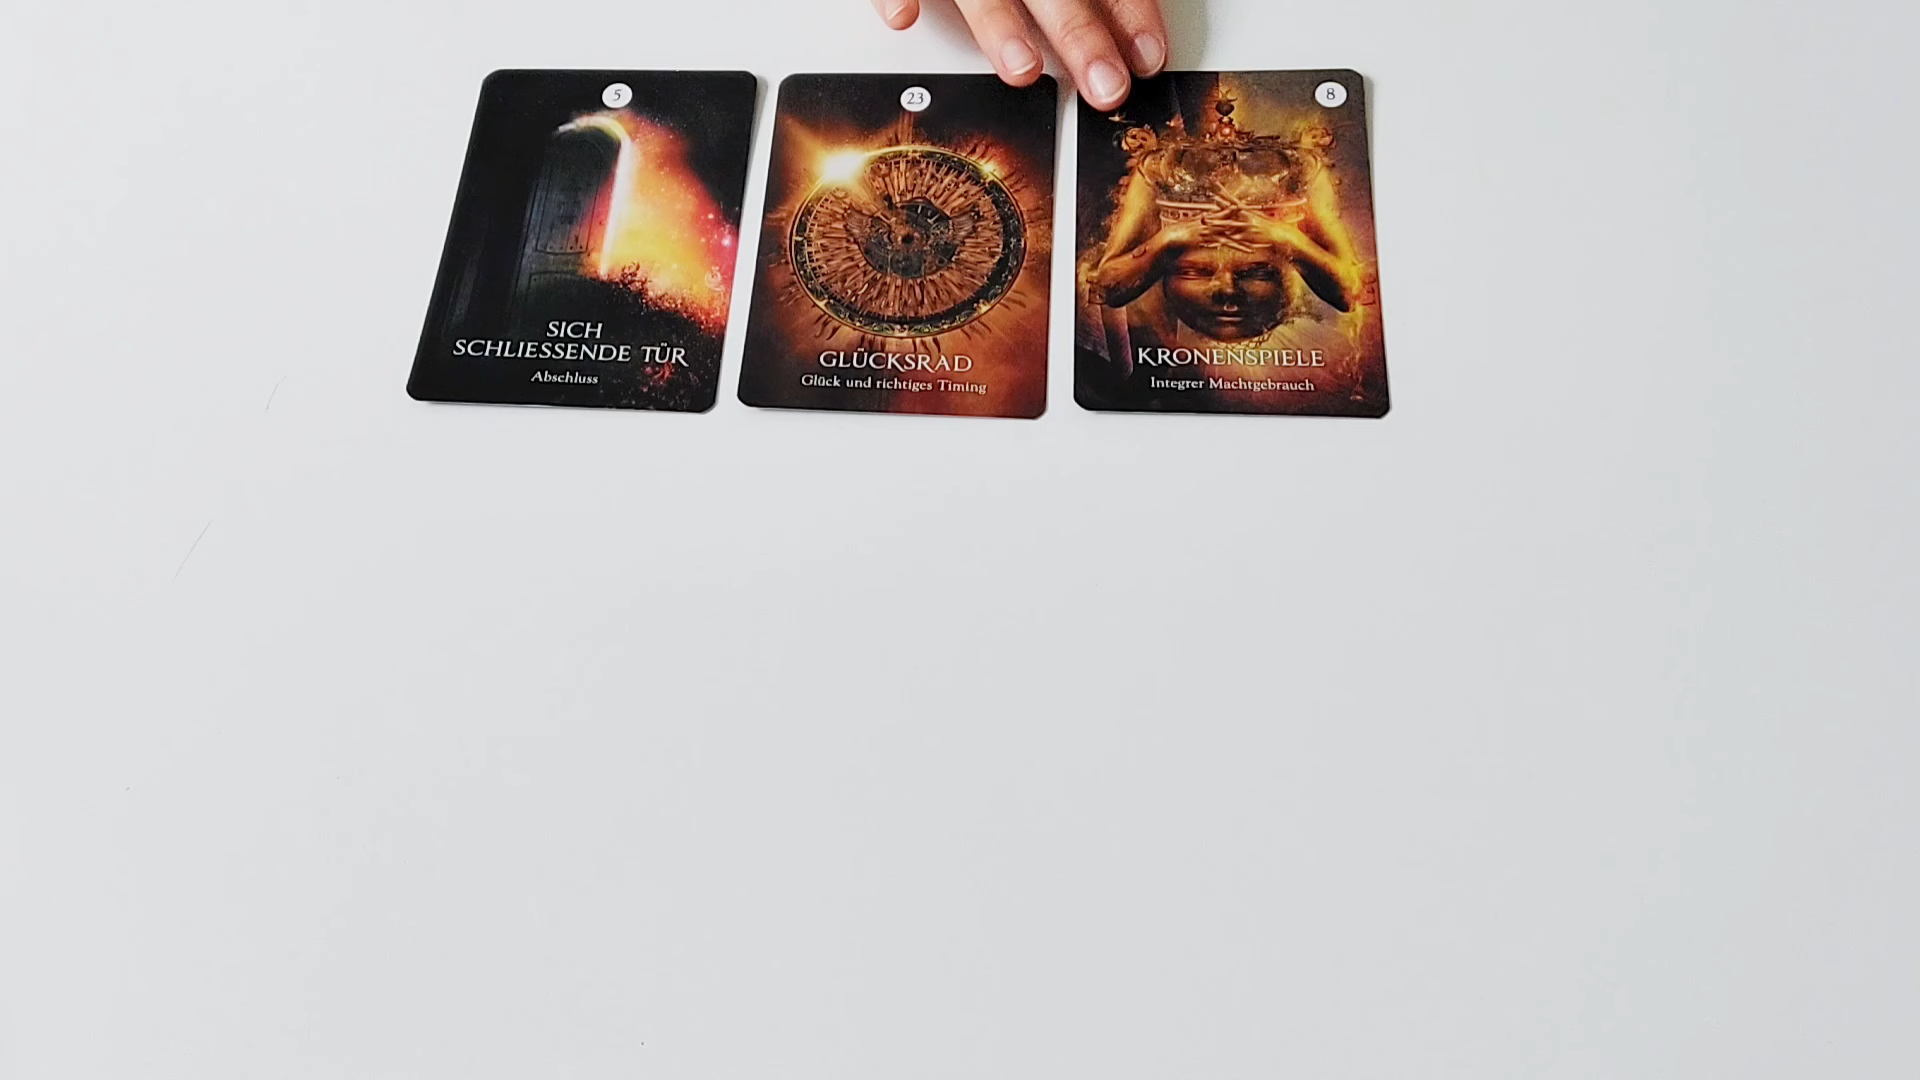 5
SICH
SCHLIESSENDE TÜR
Abschluss
23
GLÜCKSRAD
Glück und richtiges Timing
8
KRONENSPIELE
Integrer Machtgebrauch